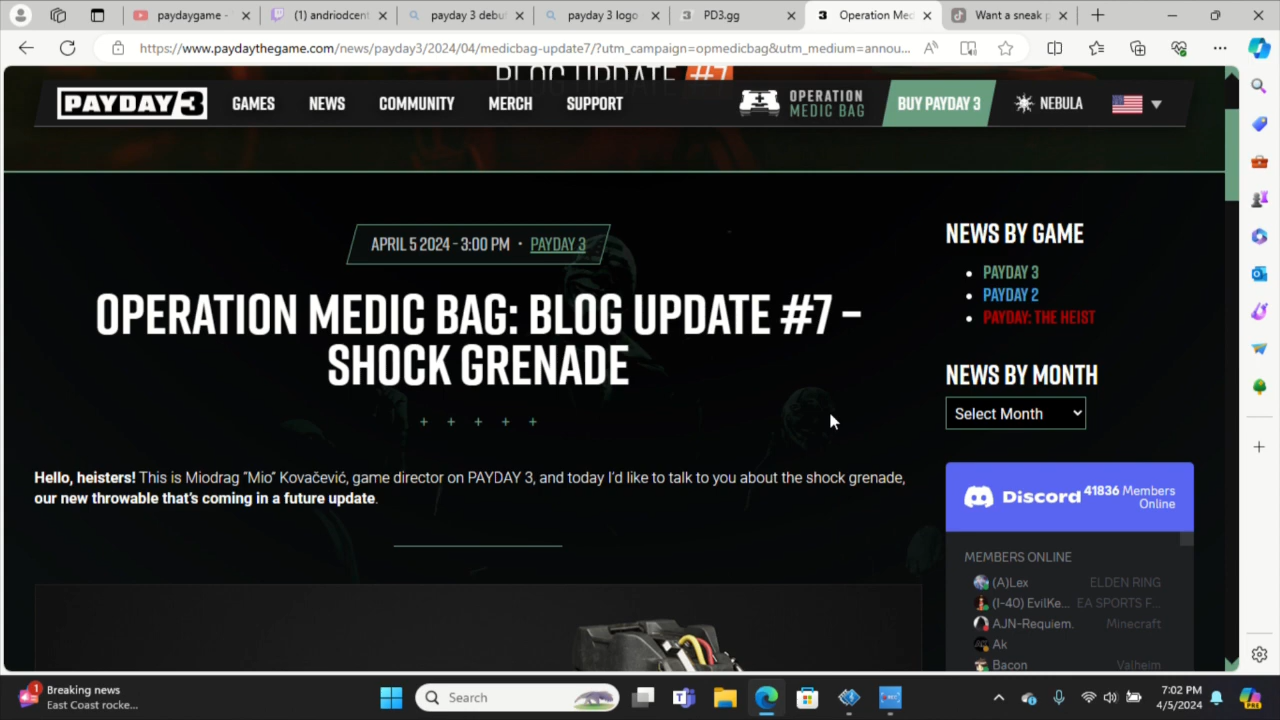 paydaygame -
(1) andriodcent
payday 3 debu
payday 3 logo
PD3.gg
Operation Med
Want a sneak p
https://www.paydaythegame.com/news/payday3/2024/04/medicbag-update7/?utm_campaign=opmedicbag&utm_medium=annou...
BLOG UPDATE #7
PAYDAY 3
GAMES
NEWS
COMMUNITY
MERCH
SUPPORT
OPERATION
MEDIC BAG
BUY PAYDAY 3
NEBULA
APRIL 5 2024 - 3:00 PM · PAYDAY 3
OPERATION MEDIC BAG: BLOG UPDATE #7 –
SHOCK GRENADE
+ + + + +
Hello, heisters! This is Miodrag “Mio” Kovačević, game director on PAYDAY 3, and today I’d like to talk to you about the shock grenade,
our new throwable that’s coming in a future update.
NEWS BY GAME
• PAYDAY 3
• PAYDAY 2
• PAYDAY: THE HEIST
NEWS BY MONTH
Select Month
Discord 41836 Members
Online
MEMBERS ONLINE
(A)Lex ELDEN RING
(I-40) EvilKe... EA SPORTS F...
AJN-Requiem. Minecraft
Ak
Bacon Valheim
Breaking news
East Coast rocke...
1
Search
PRE
7:02 PM
4/5/2024